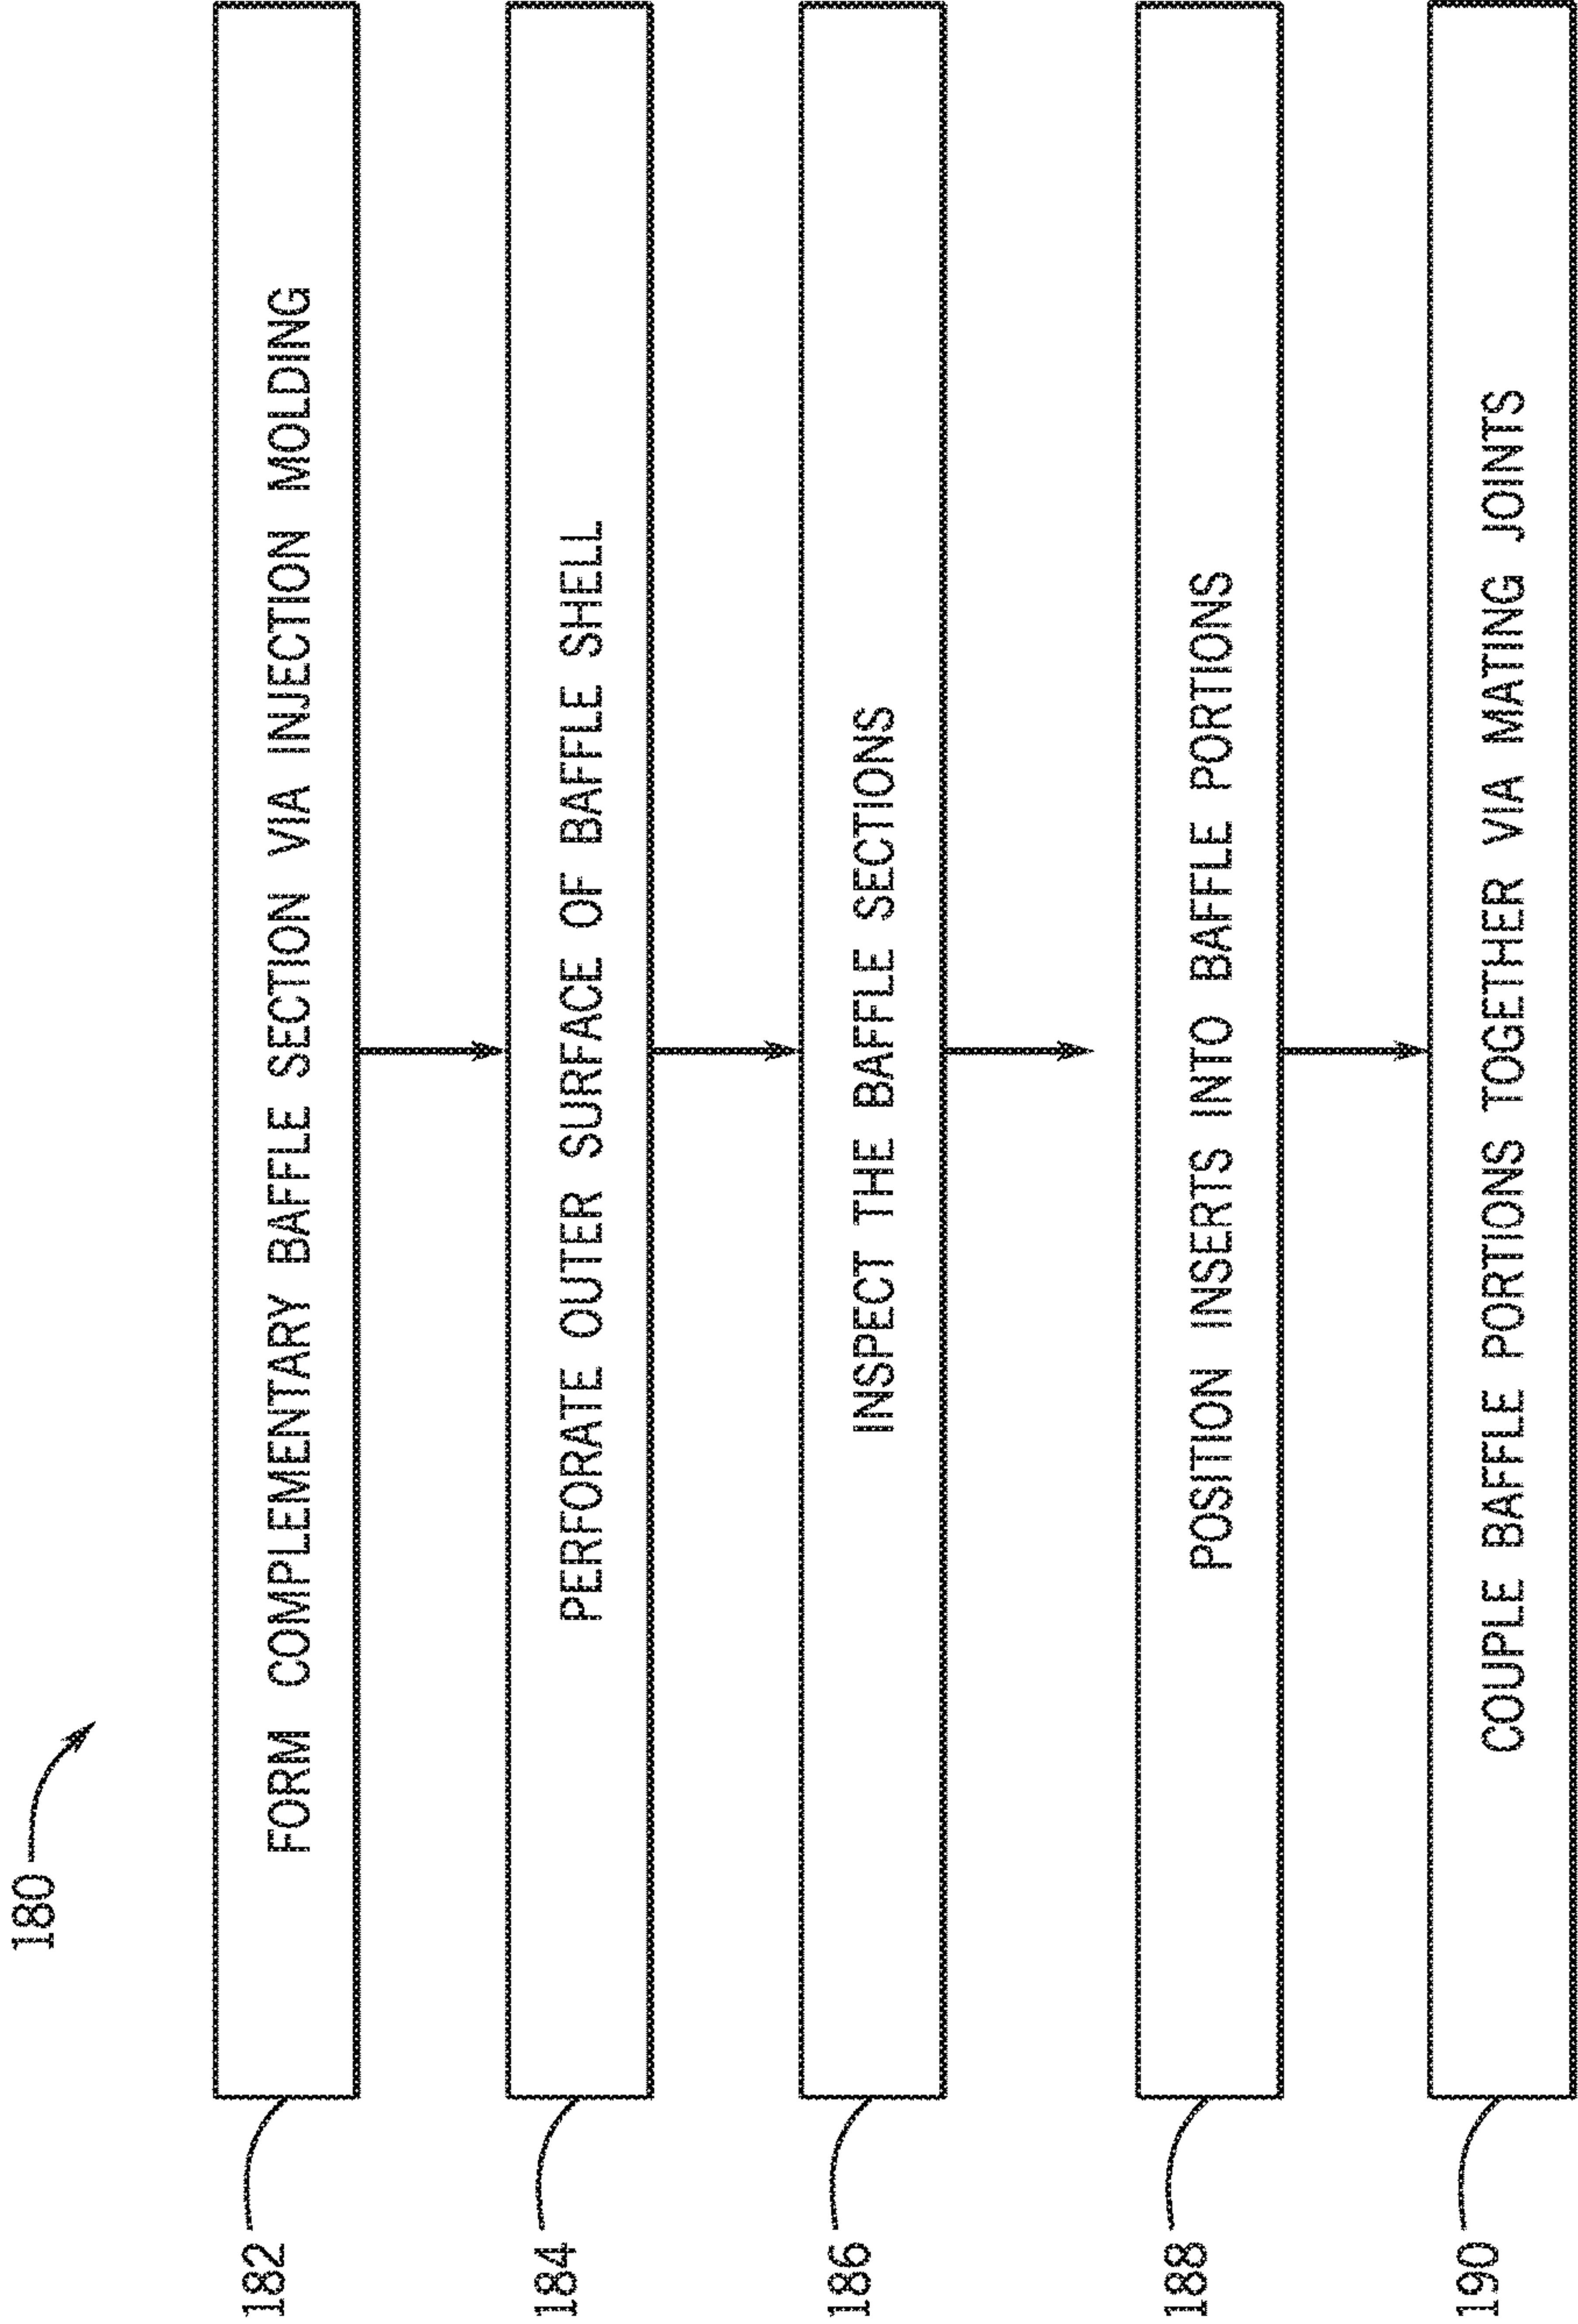 180
182
FORM COMPLEMENTARY BAFFLE SECTION VIA INJECTION MOLDING
184
PERFORATE OUTER SURFACE OF BAFFLE SHELL
186
INSPECT THE BAFFLE SECTIONS
188
POSITION INSERTS INTO BAFFLE PORTIONS
190
COUPLE BAFFLE PORTIONS TOGETHER VIA MATING JOINTS